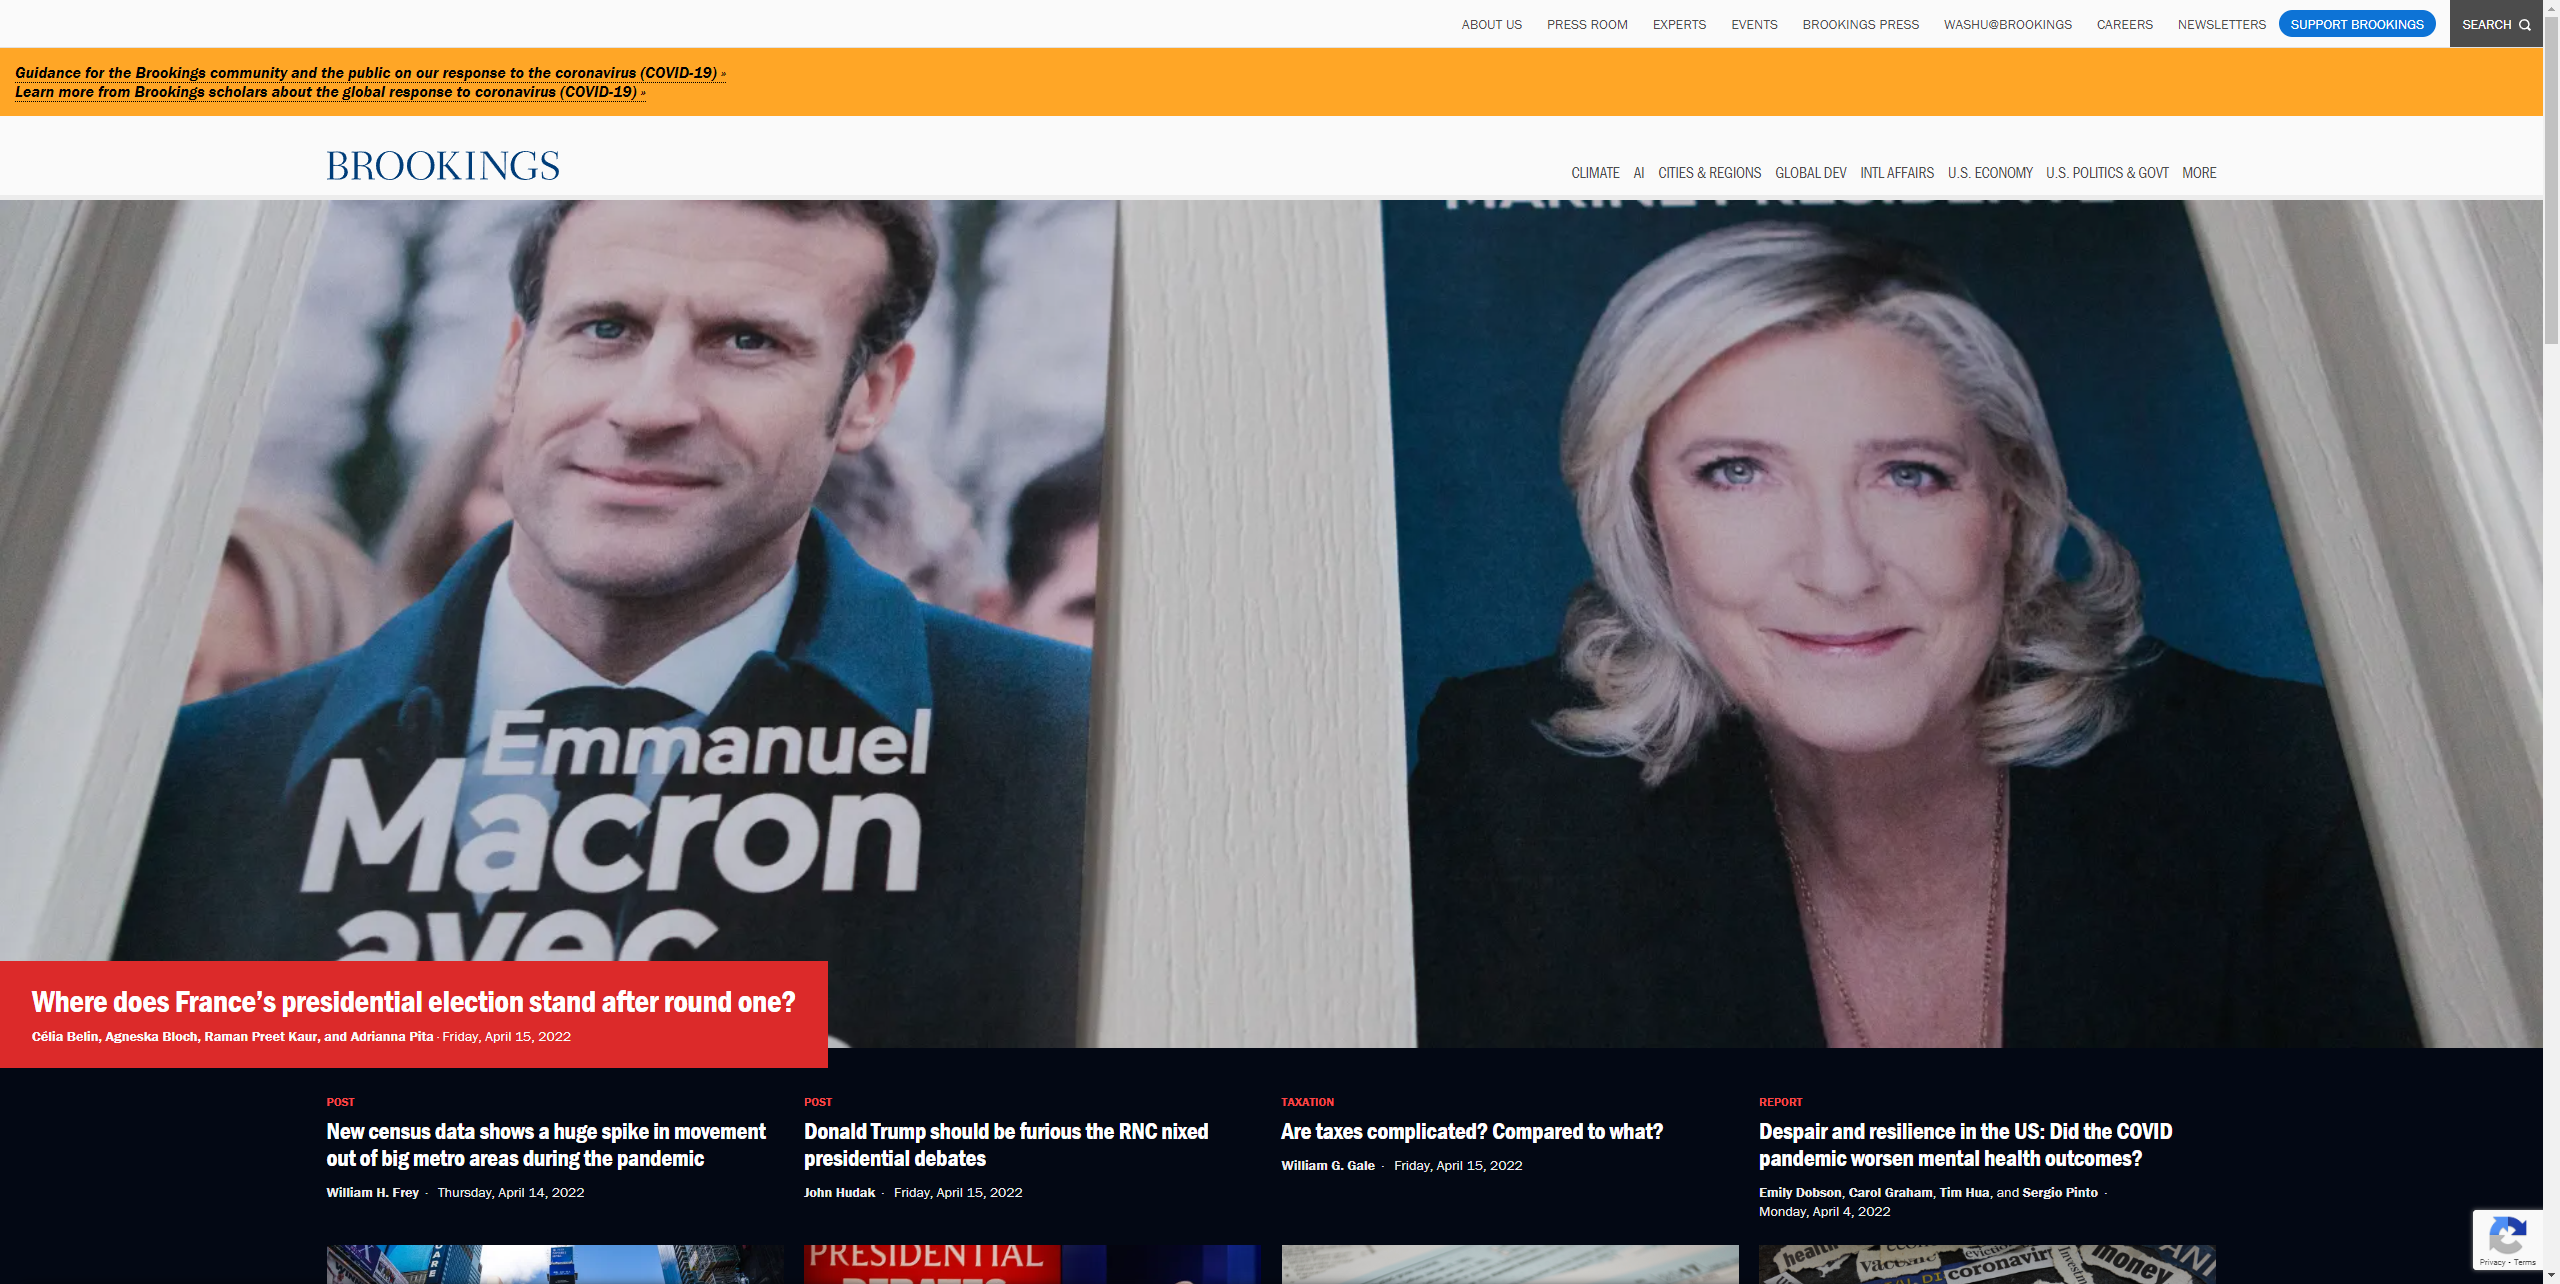 ABOUT US PRESS ROOM EXPERTS EVENTS BROOKINGS PRESS WASHU@BROOKINGS CAREERS NEWSLETTERS SUPPORT BROOKINGS SEARCH
Guidance for the Brookings community and the public on our response to the coronavirus (COVID-19) »
Learn more from Brookings scholars about the global response to coronavirus (COVID-19) »
BROOKINGS
CLIMATE AI CITIES & REGIONS GLOBAL DEV INTL AFFAIRS U.S. ECONOMY U.S. POLITICS & GOVT MORE
Emmanuel
Macron
avec
Where does France’s presidential election stand after round one?
Célia Belin, Agneska Bloch, Raman Preet Kaur, and Adrianna Pita · Friday, April 15, 2022
POST
New census data shows a huge spike in movement
out of big metro areas during the pandemic
William H. Frey · Thursday, April 14, 2022
POST
Donald Trump should be furious the RNC nixed
presidential debates
John Hudak · Friday, April 15, 2022
TAXATION
Are taxes complicated? Compared to what?
William G. Gale · Friday, April 15, 2022
REPORT
Despair and resilience in the US: Did the COVID
pandemic worsen mental health outcomes?
Emily Dobson, Carol Graham, Tim Hua, and Sergio Pinto ·
Monday, April 4, 2022
PRESIDENTIAL
DEBATES
health
vaccine
eviction
coronavirus
money
Privacy - Terms